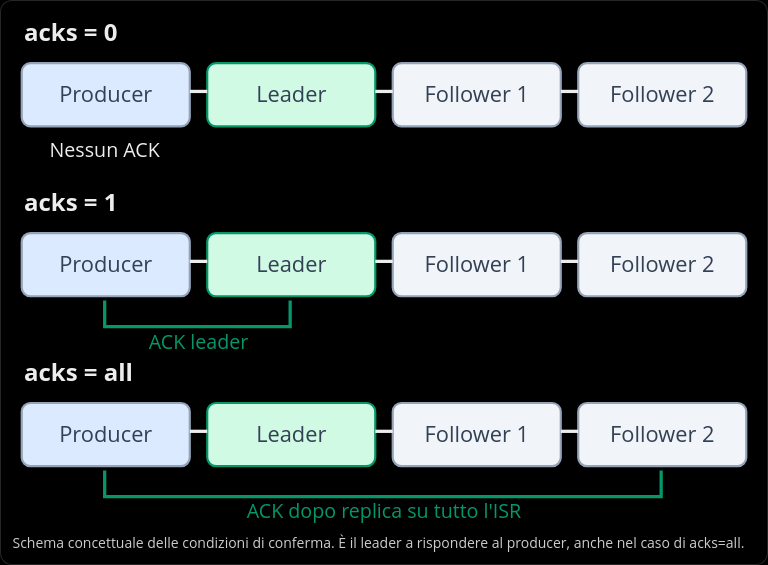 acks = 0
Producer Leader Follower 1 Follower 2
Nessun ACK
acks = 1
Producer Leader Follower 1 Follower 2
ACK leader
acks = all
Producer Leader Follower 1 Follower 2
ACK dopo replica su tutto l'ISR
Schema concettuale delle condizioni di conferma. È il leader a rispondere al producer, anche nel caso di acks=all.